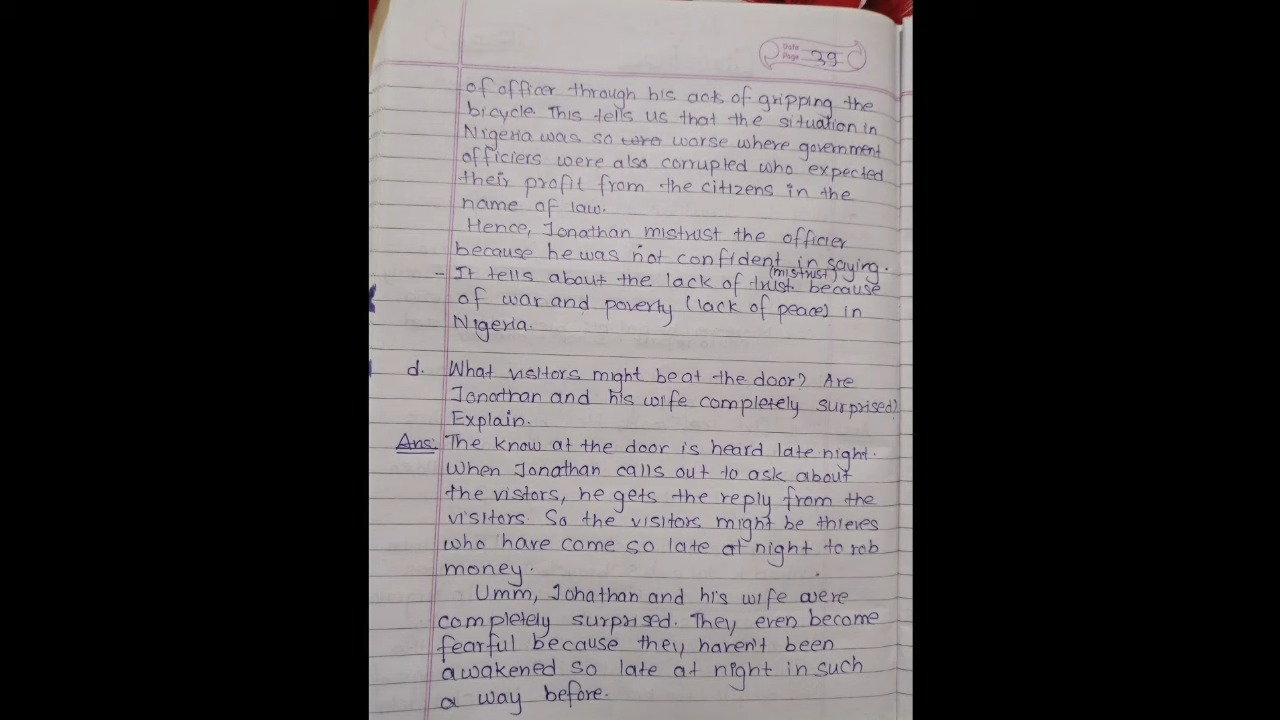 Date
Page 39
of officer through his acts of gripping the
bicycle. This tells us that the situation in
Nigeria was so were worse where government
officiers were also corrupted who expected
their profit from the citizens in the
name of law.
Hence, Jonathan mistrust the officier
because he was not confident in saying.
(mistrust)
- It tells about the lack of trust because
of war and poverty (lack of peace) in
Nigeria.
d. What visitors might be at the door? Are
Jonathan and his wife completely surprised?
Explain.
Ans: The know at the door is heard late night.
When Jonathan calls out to ask about
the vistors, he gets the reply from the
visitors. So the visitors might be thieves
who have come so late at night to rob
money.
Umm, Johathan and his wife were
completely surprised. They even become
fearful because they haven't been
awakened so late at night in such
a way before.